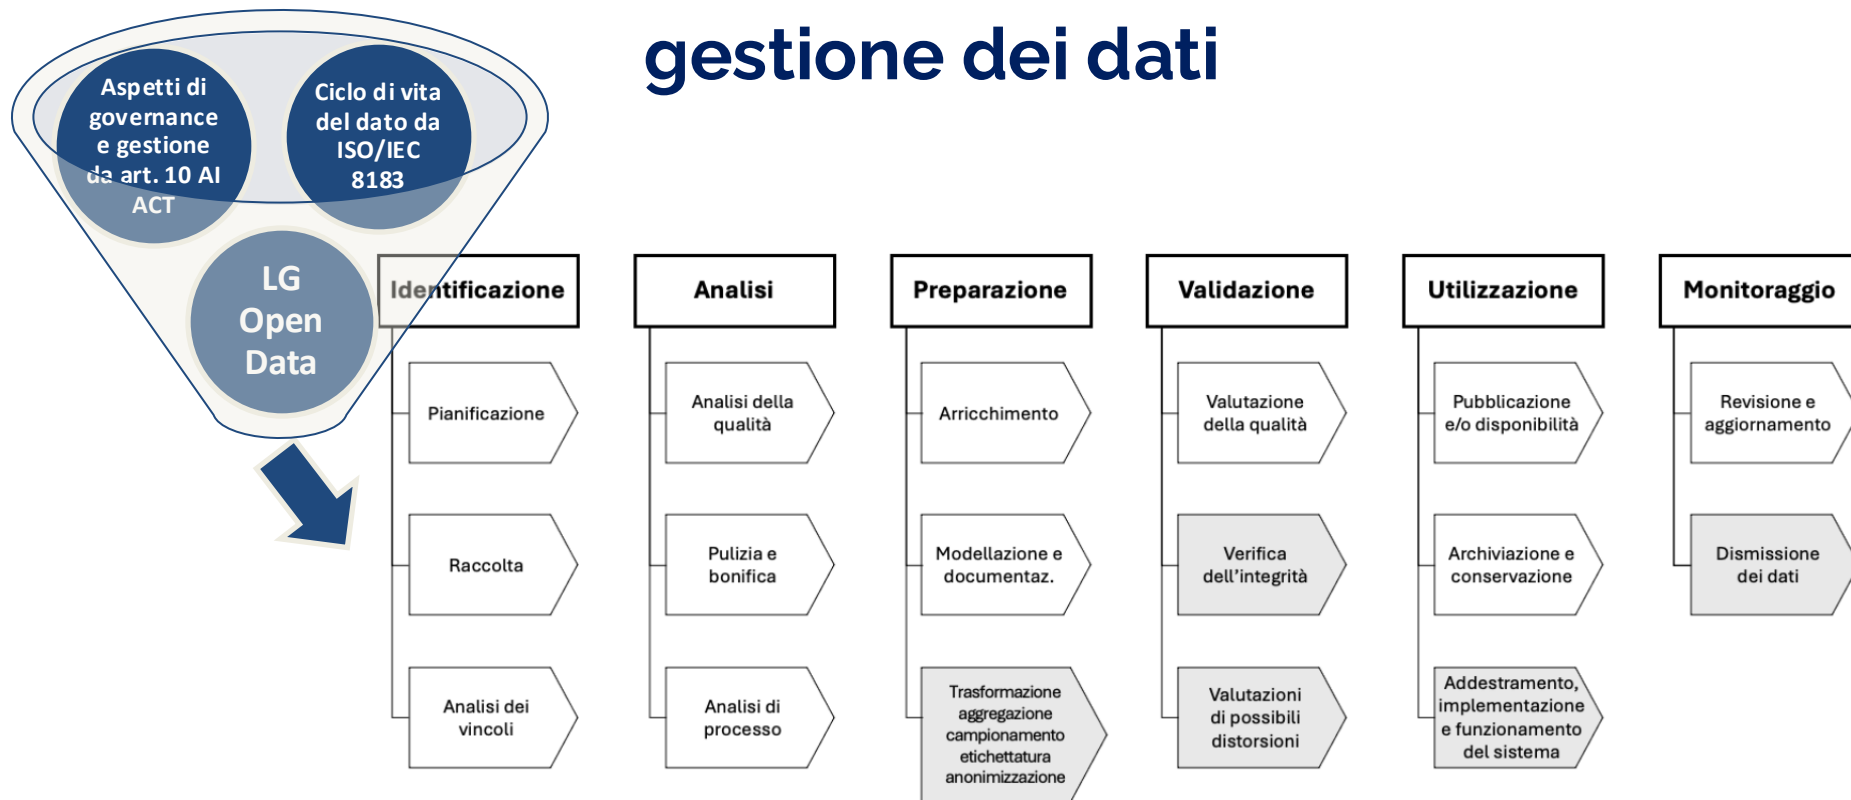 gestione dei dati
Aspetti di
governance
e gestione
da art. 10 AI
ACT
Ciclo di vita
del dato da
ISO/IEC
8183
LG
Open
Data
Identificazione
Pianificazione
Raccolta
Analisi dei
vincoli
Analisi
Analisi della
qualità
Pulizia e
bonifica
Analisi di
processo
Preparazione
Arricchimento
Modellazione e
documentaz.
Trasformazione
aggregazione
campionamento
etichettatura
anonimizzazione
Validazione
Valutazione
della qualità
Verifica
dell’integrità
Valutazioni
di possibili
distorsioni
Utilizzazione
Pubblicazione
e/o disponibilità
Archiviazione e
conservazione
Addestramento,
implementazione
e funzionamento
del sistema
Monitoraggio
Revisione e
aggiornamento
Dismissione
dei dati